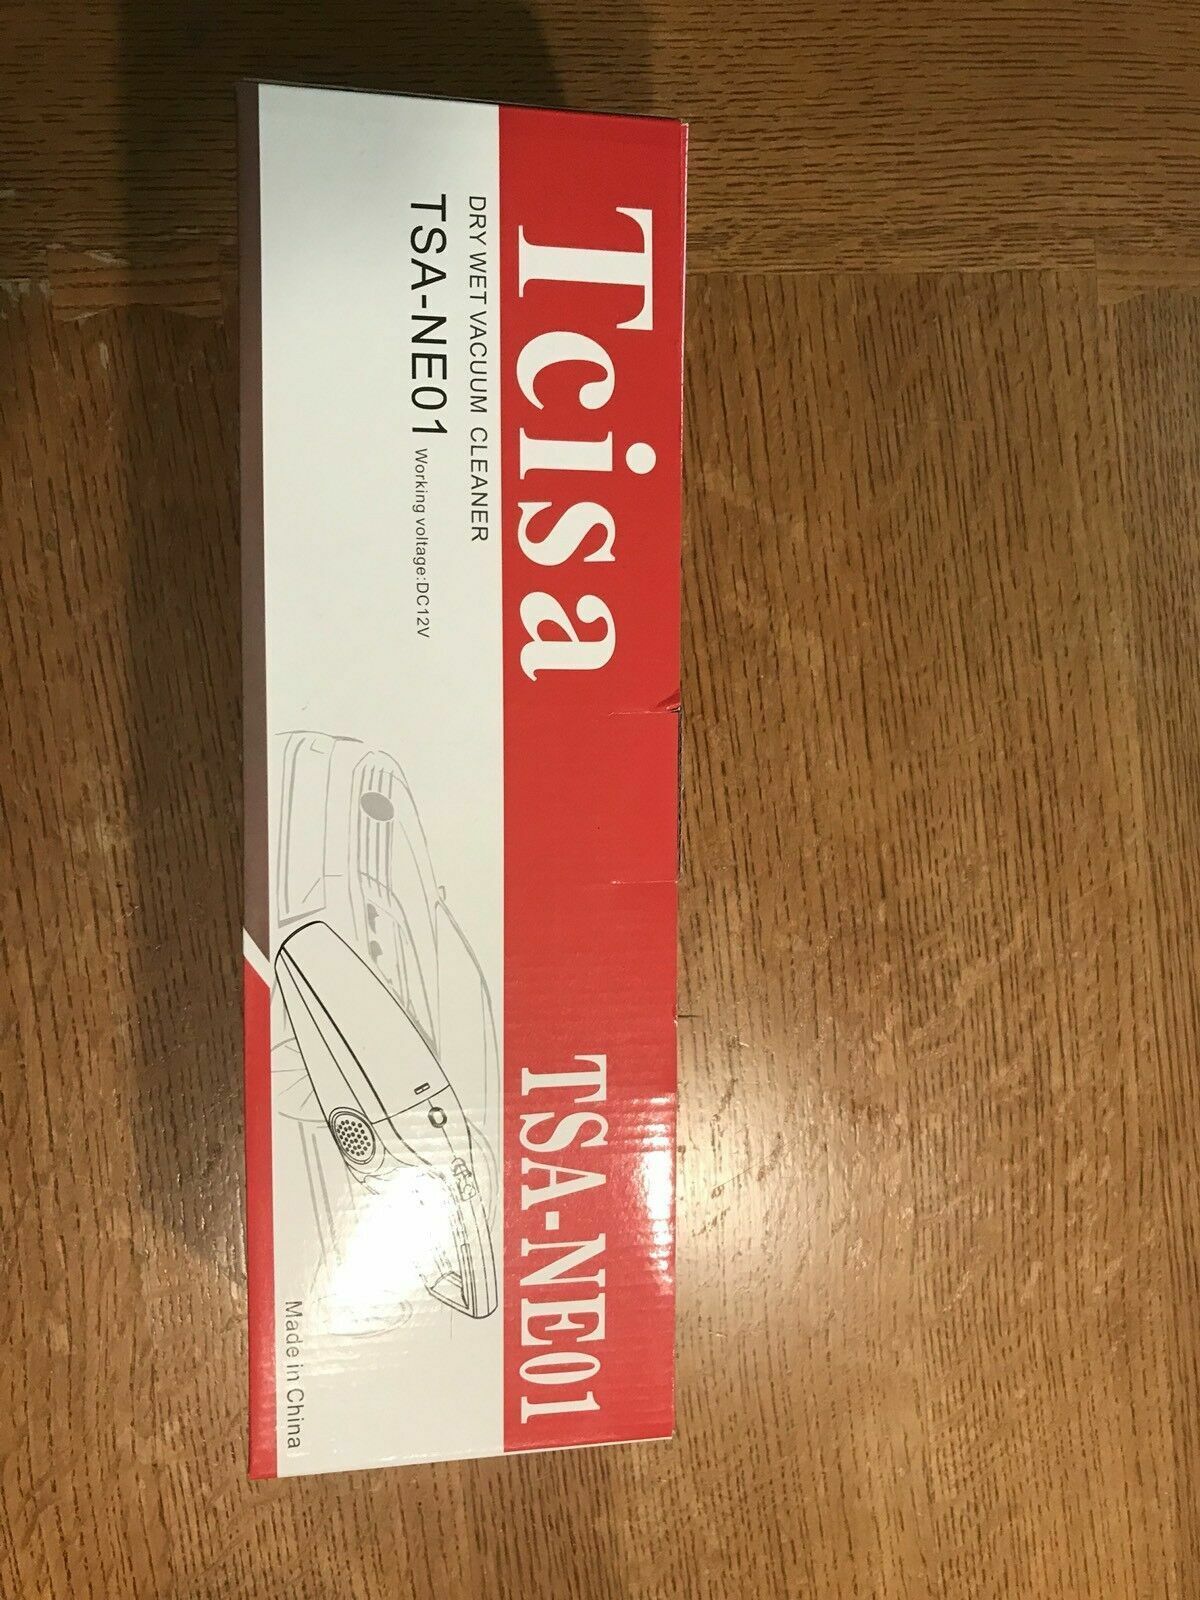 Tcisa
TSA-NE01
DRY WET VACUUM CLEANER
TSA-NE01 Working voltage:DC12V
Made in China